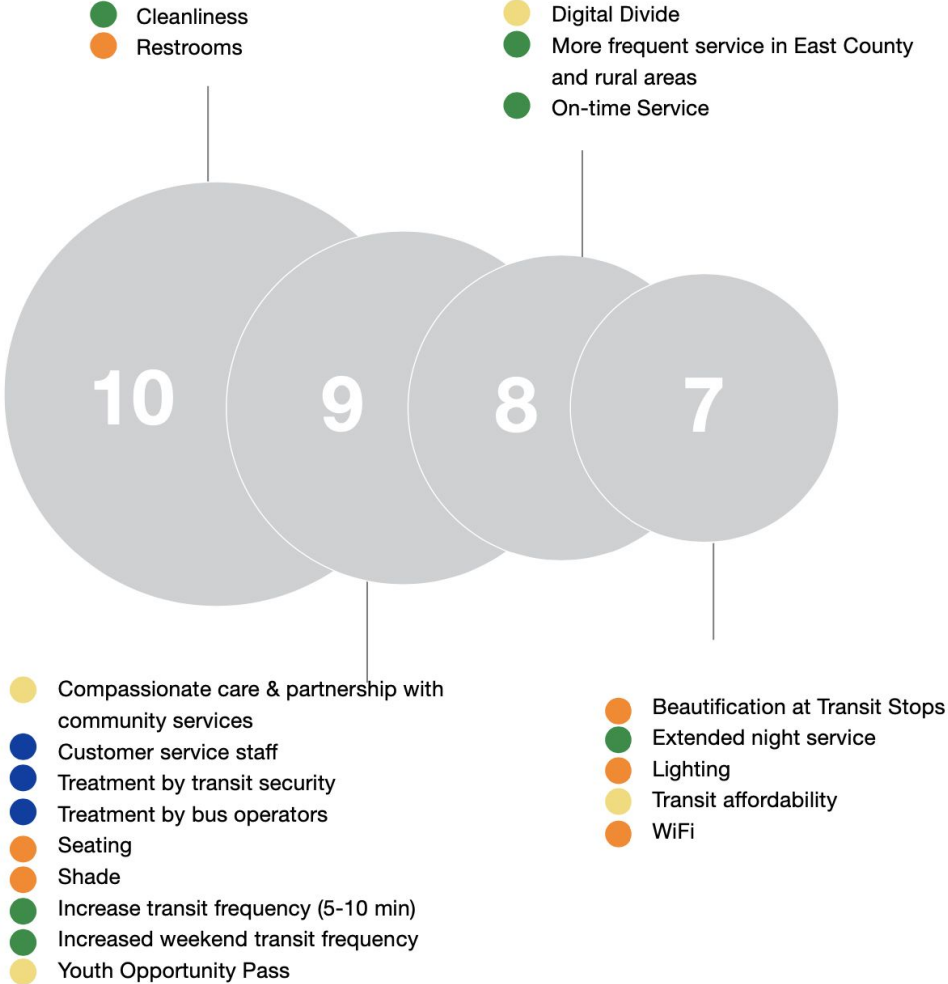 Cleanliness
Restrooms
Digital Divide
More frequent service in East County
and rural areas
On-time Service
10
9
8
7
Compassionate care & partnership with
community services
Customer service staff
Treatment by transit security
Treatment by bus operators
Seating
Shade
Increase transit frequency (5-10 min)
Increased weekend transit frequency
Youth Opportunity Pass
Beautification at Transit Stops
Extended night service
Lighting
Transit affordability
WiFi